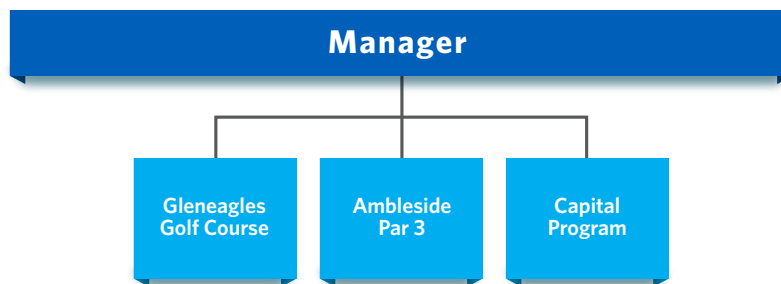 Manager
Gleneagles
Golf Course
Ambleside
Par 3
Capital
Program